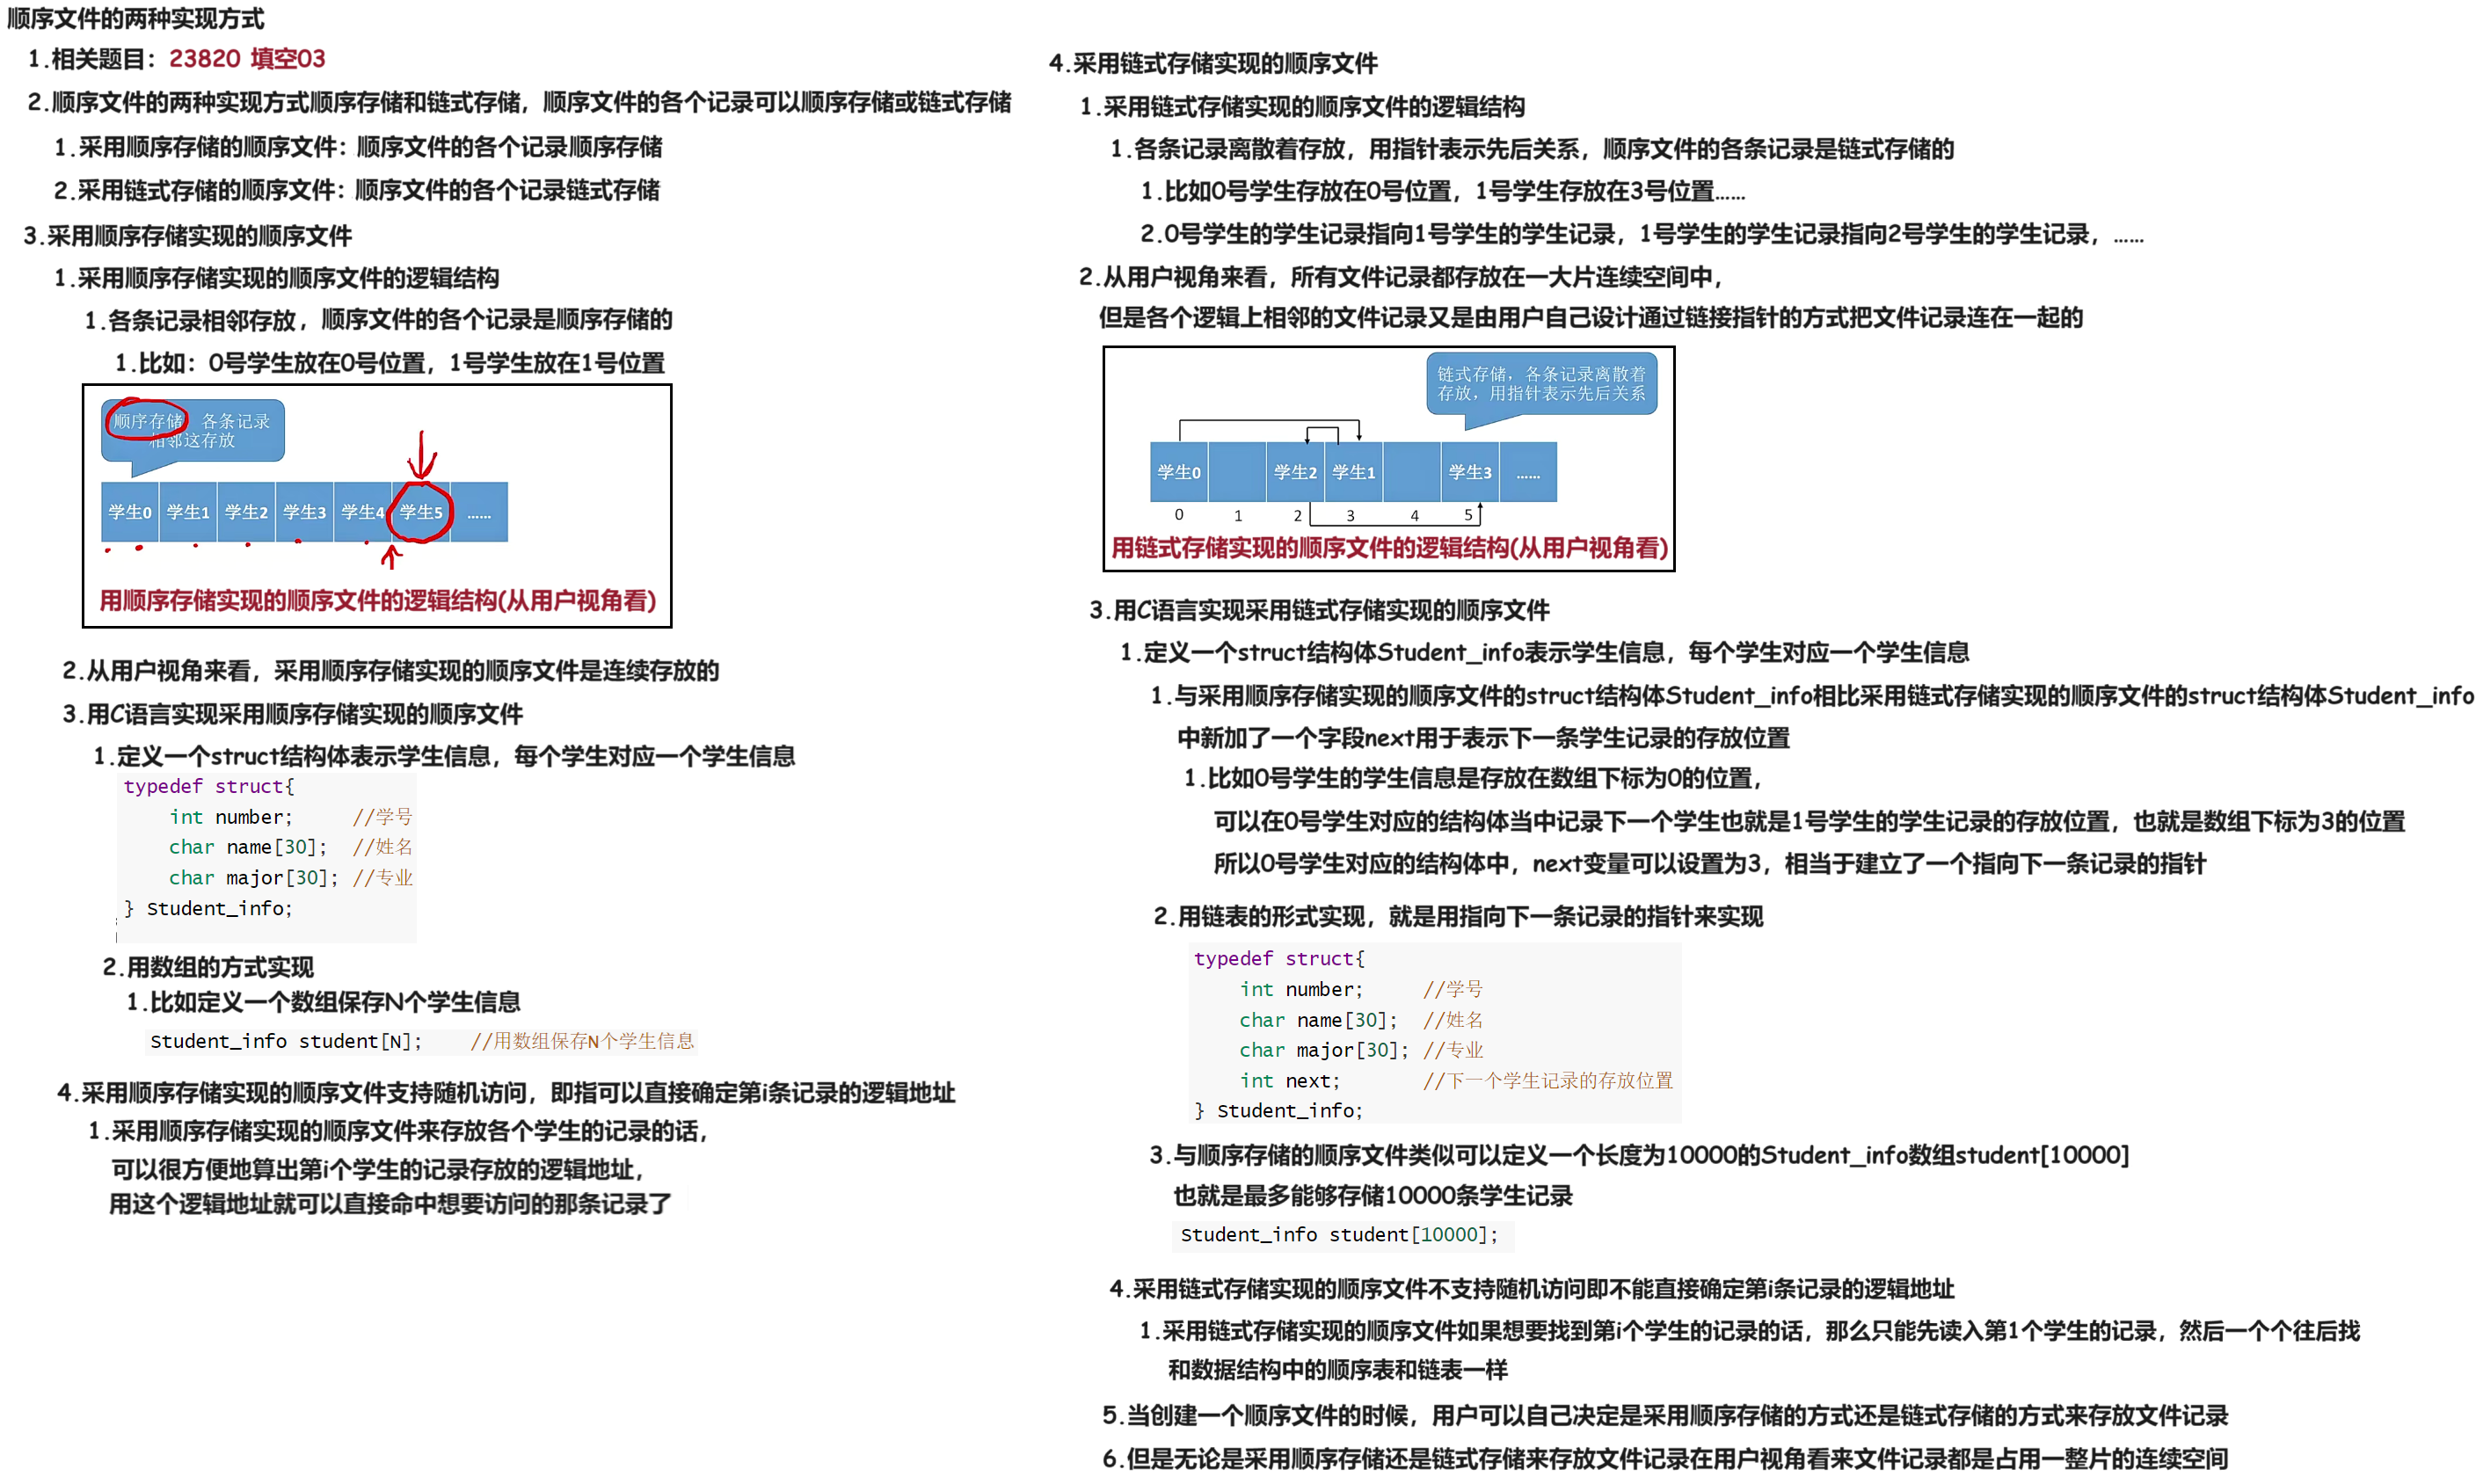 顺序文件的两种实现方式
1.相关题目：23820 填空03
2.顺序文件的两种实现方式顺序存储和链式存储，顺序文件的各个记录可以顺序存储或链式存储
1.采用顺序存储的顺序文件：顺序文件的各个记录顺序存储
2.采用链式存储的顺序文件：顺序文件的各个记录链式存储
3.采用顺序存储实现的顺序文件
1.采用顺序存储实现的顺序文件的逻辑结构
1.各条记录相邻存放，顺序文件的各个记录是顺序存储的
1.比如：0号学生放在0号位置，1号学生放在1号位置
顺序存储 各条记录
相邻这存放
学生0 学生1 学生2 学生3 学生4 学生5 ……
用顺序存储实现的顺序文件的逻辑结构(从用户视角看)
2.从用户视角来看，采用顺序存储实现的顺序文件是连续存放的
3.用C语言实现采用顺序存储实现的顺序文件
1.定义一个struct结构体表示学生信息，每个学生对应一个学生信息
typedef struct{
int number; //学号
char name[30]; //姓名
char major[30]; //专业
} Student_info;
2.用数组的方式实现
1.比如定义一个数组保存N个学生信息
Student_info student[N]; //用数组保存N个学生信息
4.采用顺序存储实现的顺序文件支持随机访问，即指可以直接确定第i条记录的逻辑地址
1.采用顺序存储实现的顺序文件来存放各个学生的记录的话，
可以很方便地算出第i个学生的记录存放的逻辑地址，
用这个逻辑地址就可以直接命中想要访问的那条记录了
4.采用链式存储实现的顺序文件
1.采用链式存储实现的顺序文件的逻辑结构
1.各条记录离散着存放，用指针表示先后关系，顺序文件的各条记录是链式存储的
1.比如0号学生存放在0号位置，1号学生存放在3号位置……
2.0号学生的学生记录指向1号学生的学生记录，1号学生的学生记录指向2号学生的学生记录，……
2.从用户视角来看，所有文件记录都存放在一大片连续空间中，
但是各个逻辑上相邻的文件记录又是由用户自己设计通过链接指针的方式把文件记录连在一起的
链式存储，各条记录离散着
存放，用指针表示先后关系
学生0 学生2 学生1 学生3 ……
0 1 2 3 4 5
用链式存储实现的顺序文件的逻辑结构(从用户视角看)
3.用C语言实现采用链式存储实现的顺序文件
1.定义一个struct结构体Student_info表示学生信息，每个学生对应一个学生信息
1.与采用顺序存储实现的顺序文件的struct结构体Student_info相比采用链式存储实现的顺序文件的struct结构体Student_info
中新加了一个字段next用于表示下一条学生记录的存放位置
1.比如0号学生的学生信息是存放在数组下标为0的位置，
可以在0号学生对应的结构体当中记录下一个学生也就是1号学生的学生记录的存放位置，也就是数组下标为3的位置
所以0号学生对应的结构体中，next变量可以设置为3，相当于建立了一个指向下一条记录的指针
2.用链表的形式实现，就是用指向下一条记录的指针来实现
typedef struct{
int number; //学号
char name[30]; //姓名
char major[30]; //专业
int next; //下一个学生记录的存放位置
} Student_info;
3.与顺序存储的顺序文件类似可以定义一个长度为10000的Student_info数组student[10000]
也就是最多能够存储10000条学生记录
Student_info student[10000];
4.采用链式存储实现的顺序文件不支持随机访问即不能直接确定第i条记录的逻辑地址
1.采用链式存储实现的顺序文件如果想要找到第i个学生的记录的话，那么只能先读入第1个学生的记录，然后一个个往后找
和数据结构中的顺序表和链表一样
5.当创建一个顺序文件的时候，用户可以自己决定是采用顺序存储的方式还是链式存储的方式来存放文件记录
6.但是无论是采用顺序存储还是链式存储来存放文件记录在用户视角看来文件记录都是占用一整片的连续空间